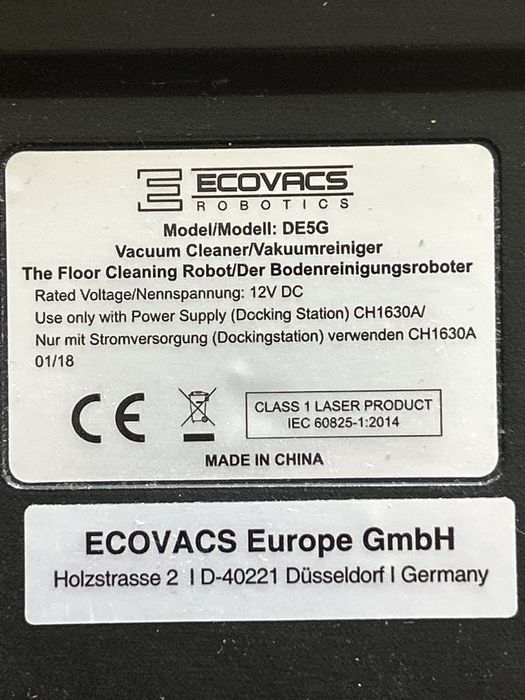 ECOVACS
ROBOTICS
Model/Modell: DE5G
Vacuum Cleaner/Vakuumreiniger
The Floor Cleaning Robot/Der Bodenreinigungsroboter
Rated Voltage/Nennspannung: 12V DC
Use only with Power Supply (Docking Station) CH1630A/
Nur mit Stromversorgung (Dockingstation) verwenden CH1630A
01/18
CE
CLASS 1 LASER PRODUCT
IEC 60825-1:2014
MADE IN CHINA
ECOVACS Europe GmbH
Holzstrasse 2 I D-40221 Düsseldorf I Germany